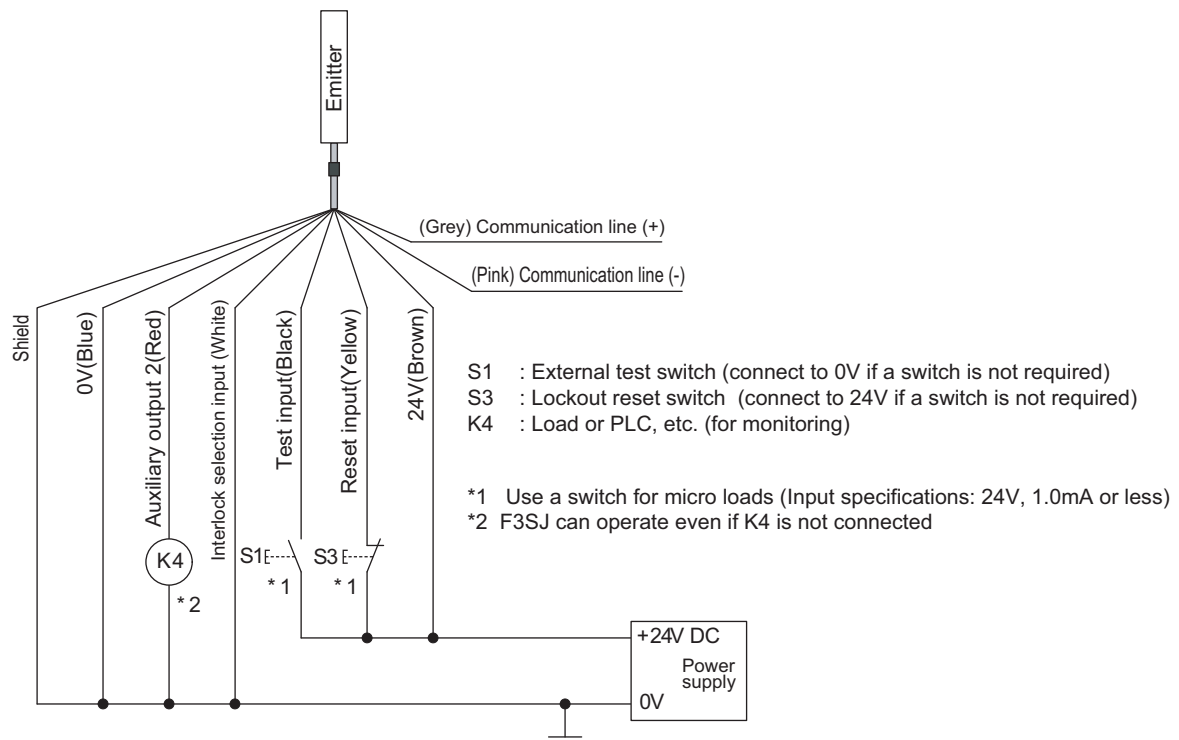 Emitter
(Grey) Communication line (+)
(Pink) Communication line (-)
Shield
0V(Blue)
Auxiliary output 2(Red)
Interlock selection input (White)
Test input(Black)
Reset input(Yellow)
24V(Brown)
S1 : External test switch (connect to 0V if a switch is not required)
S3 : Lockout reset switch (connect to 24V if a switch is not required)
K4 : Load or PLC, etc. (for monitoring)
*1 Use a switch for micro loads (Input specifications: 24V, 1.0mA or less)
*2 F3SJ can operate even if K4 is not connected
K4
* 2
S1
* 1
S3
* 1
+24V DC
Power
supply
0V